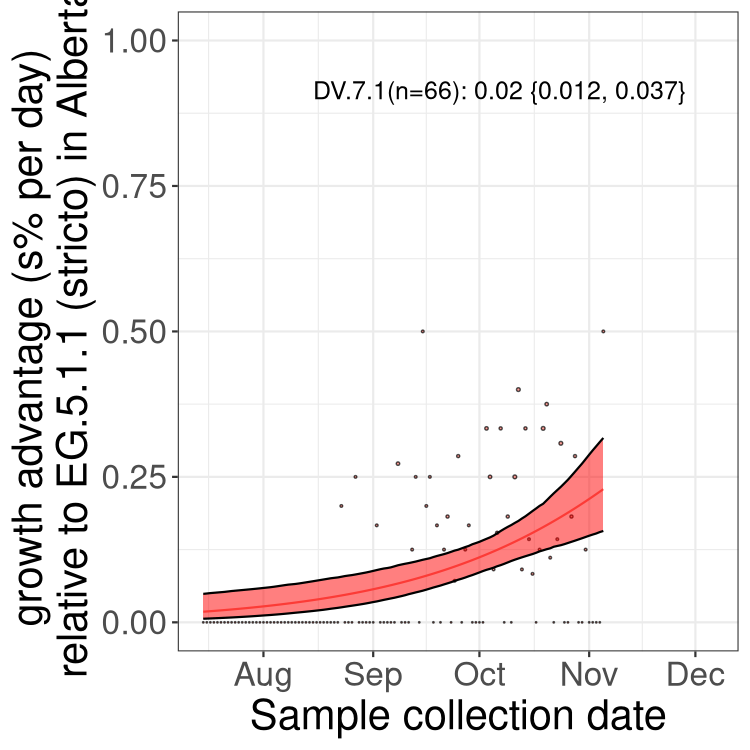 growth advantage (s% per day)
relative to EG.5.1.1 (stricto) in Alberta
1.00
0.75
0.50
0.25
0.00
DV.7.1(n=66): 0.02 {0.012, 0.037}
Aug Sep Oct Nov Dec
Sample collection date